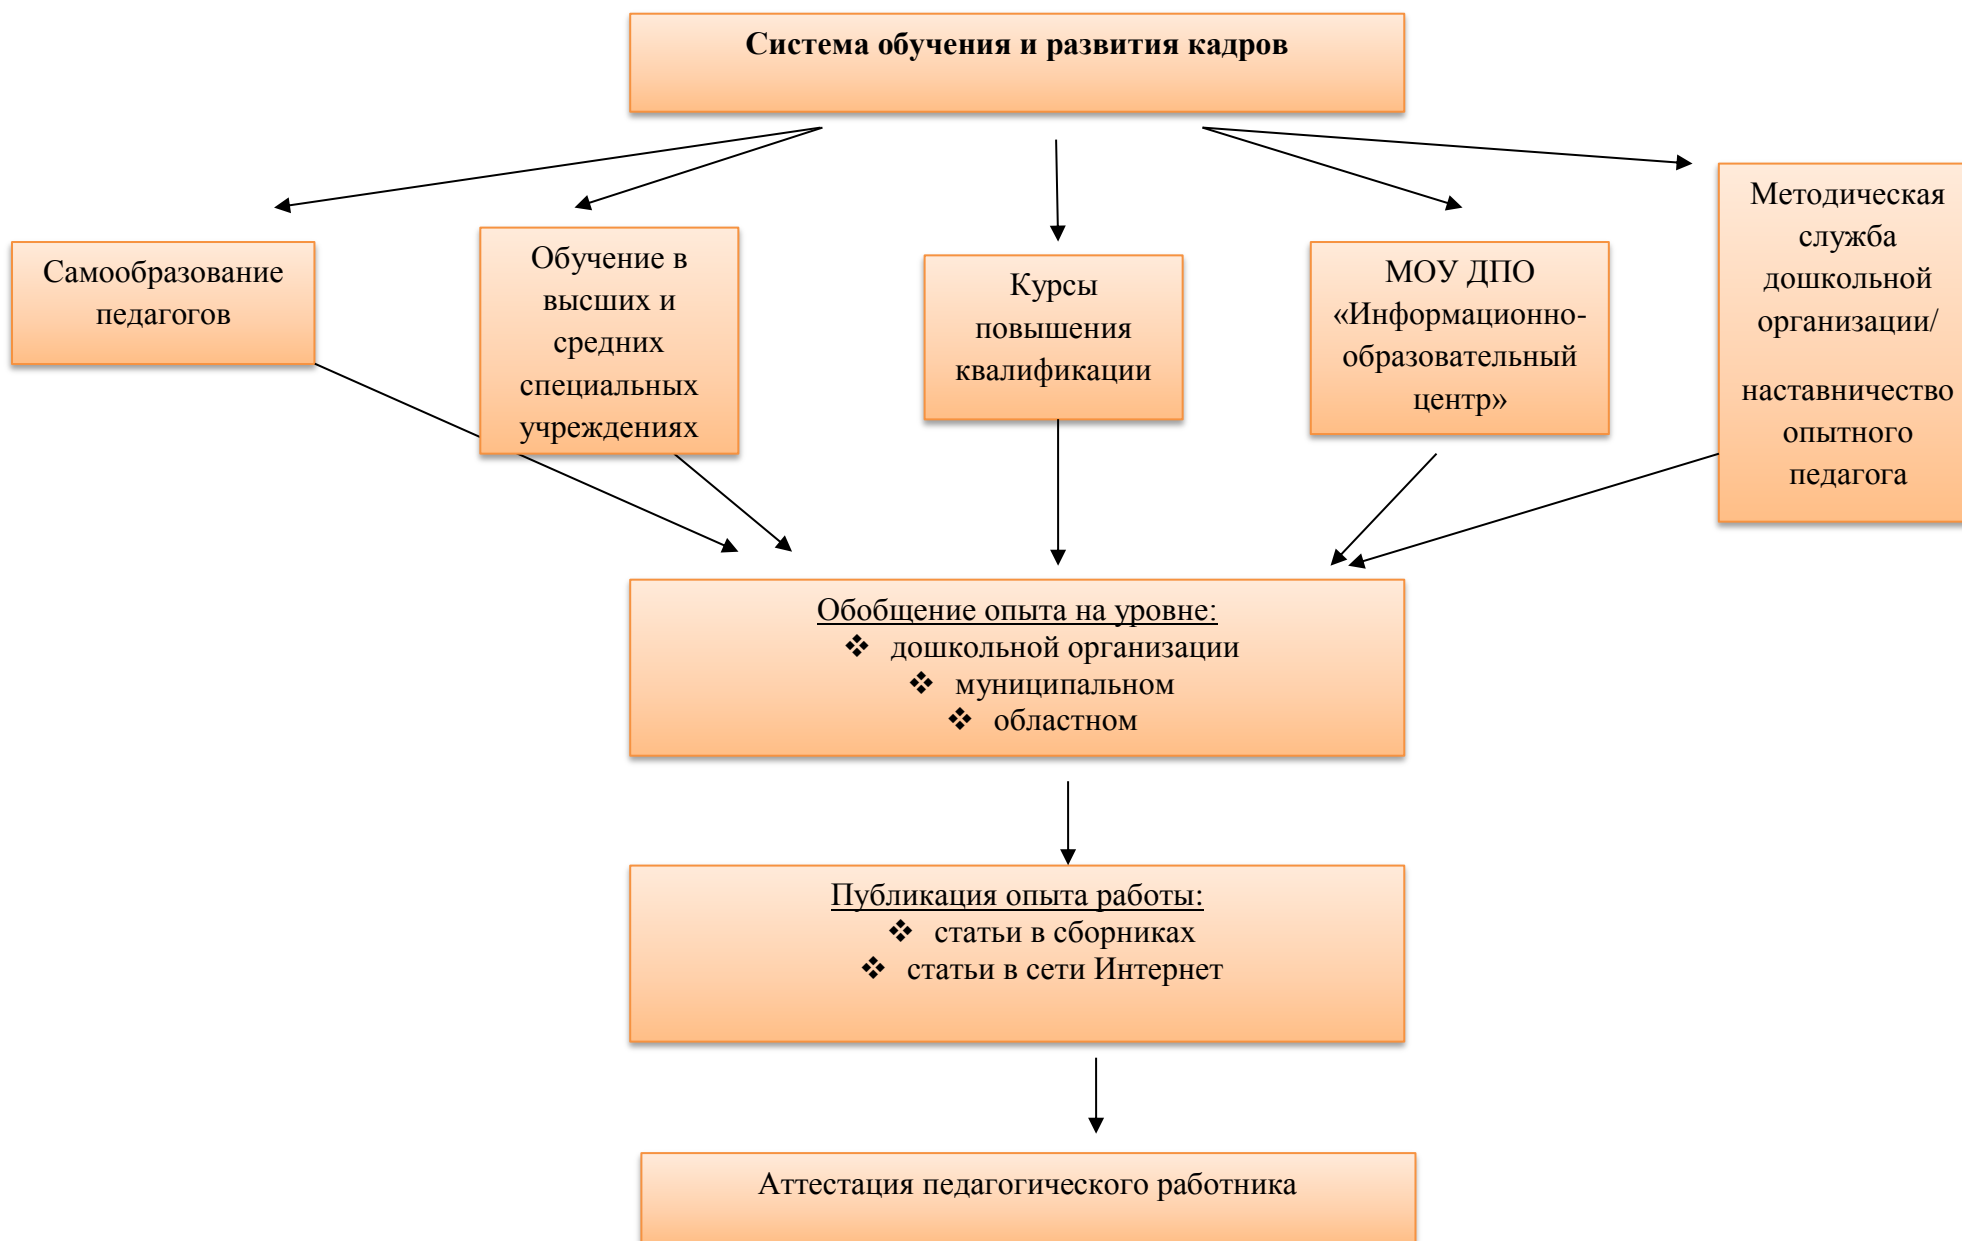 Система обучения и развития кадров
Самообразование
педагогов
Обучение в
высших и
средних
специальных
учреждениях
Курсы
повышения
квалификации
МОУ ДПО
«Информационно-
образовательный
центр»
Методическая
служба
дошкольной
организации/
наставничество
опытного
педагога
Обобщение опыта на уровне:
❖ дошкольной организации
❖ муниципальном
❖ областном
Публикация опыта работы:
❖ статьи в сборниках
❖ статьи в сети Интернет
Аттестация педагогического работника